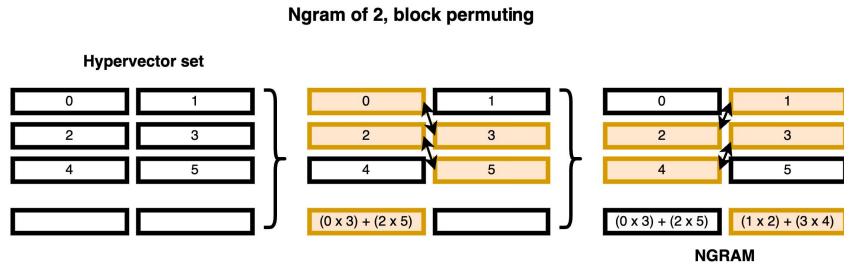 Ngram of 2, block permuting
Hypervector set
0 1 0 1 0 1
2 3 2 3 2 3
4 5 4 5 4 5
(0 x 3) + (2 x 5) (0 x 3) + (2 x 5) (1 x 2) + (3 x 4)
NGRAM